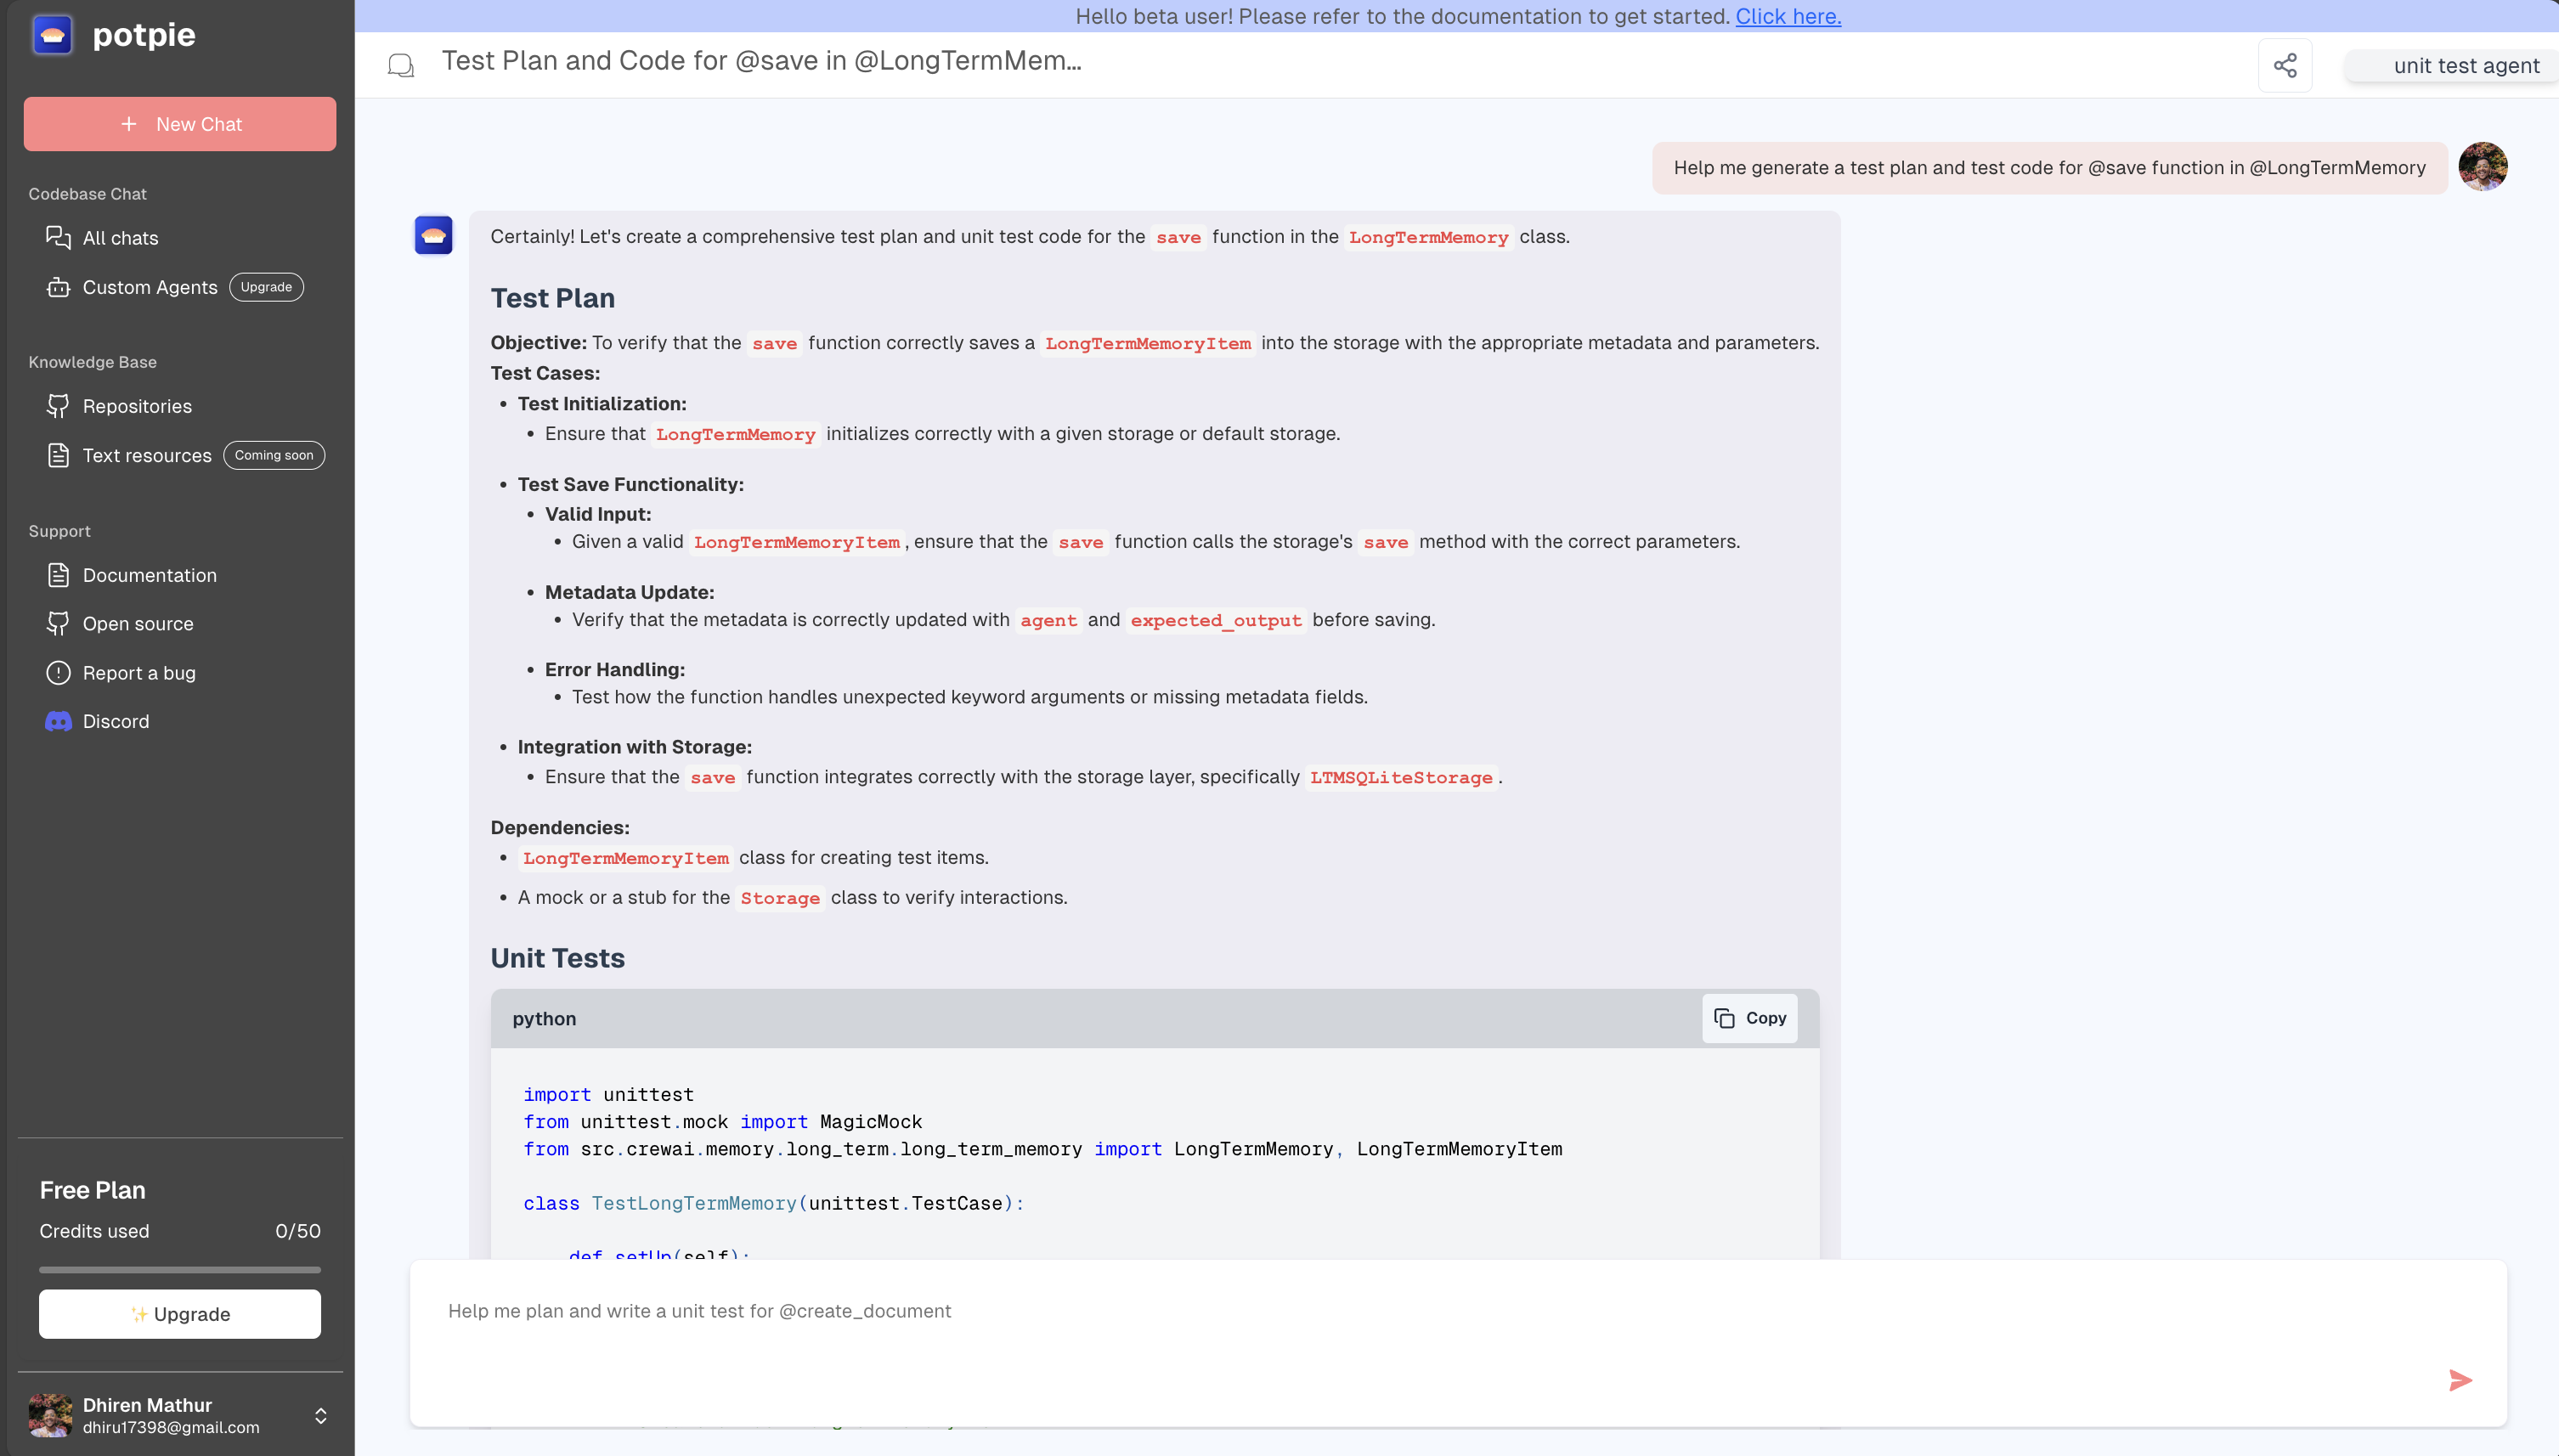 potpie
New Chat
Codebase Chat
All chats
Custom Agents Upgrade
Knowledge Base
Repositories
Text resources Coming soon
Support
Documentation
Open source
Report a bug
Discord
Free Plan
Credits used 0/50
✨ Upgrade
Dhiren Mathur
dhiru17398@gmail.com
Hello beta user! Please refer to the documentation to get started. Click here.
Test Plan and Code for @save in @LongTermMem...
unit test agent
Help me generate a test plan and test code for @save function in @LongTermMemory
Certainly! Let's create a comprehensive test plan and unit test code for the save function in the LongTermMemory class.
Test Plan
Objective: To verify that the save function correctly saves a LongTermMemoryItem into the storage with the appropriate metadata and parameters.
Test Cases:
• Test Initialization:
• Ensure that LongTermMemory initializes correctly with a given storage or default storage.
• Test Save Functionality:
• Valid Input:
• Given a valid LongTermMemoryItem, ensure that the save function calls the storage's save method with the correct parameters.
• Metadata Update:
• Verify that the metadata is correctly updated with agent and expected_output before saving.
• Error Handling:
• Test how the function handles unexpected keyword arguments or missing metadata fields.
• Integration with Storage:
• Ensure that the save function integrates correctly with the storage layer, specifically LTMSQLiteStorage.
Dependencies:
• LongTermMemoryItem class for creating test items.
• A mock or a stub for the Storage class to verify interactions.
Unit Tests
python Copy
import unittest
from unittest.mock import MagicMock
from src.crewai.memory.long_term.long_term_memory import LongTermMemory, LongTermMemoryItem
class TestLongTermMemory(unittest.TestCase):
def setUp(self):
Help me plan and write a unit test for @create_document